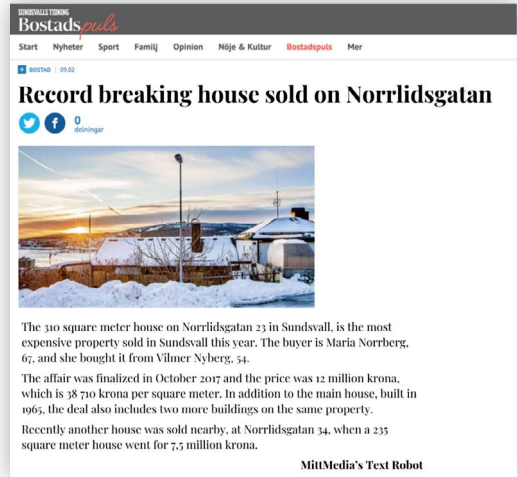 SUNDSVALLS TIDNING
Bostadspuls
Start Nyheter Sport Familj Opinion Nöje & Kultur Bostadspuls Mer
+ BOSTAD | 09.02
Record breaking house sold on Norrlidsgatan
0
delningar
The 310 square meter house on Norrlidsgatan 23 in Sundsvall, is the most
expensive property sold in Sundsvall this year. The buyer is Maria Norrberg,
67, and she bought it from Vilmer Nyberg, 54.
The affair was finalized in October 2017 and the price was 12 million krona,
which is 38 710 krona per square meter. In addition to the main house, built in
1965, the deal also includes two more buildings on the same property.
Recently another house was sold nearby, at Norrlidsgatan 34, when a 235
square meter house went for 7,5 million krona.
MittMedia's Text Robot